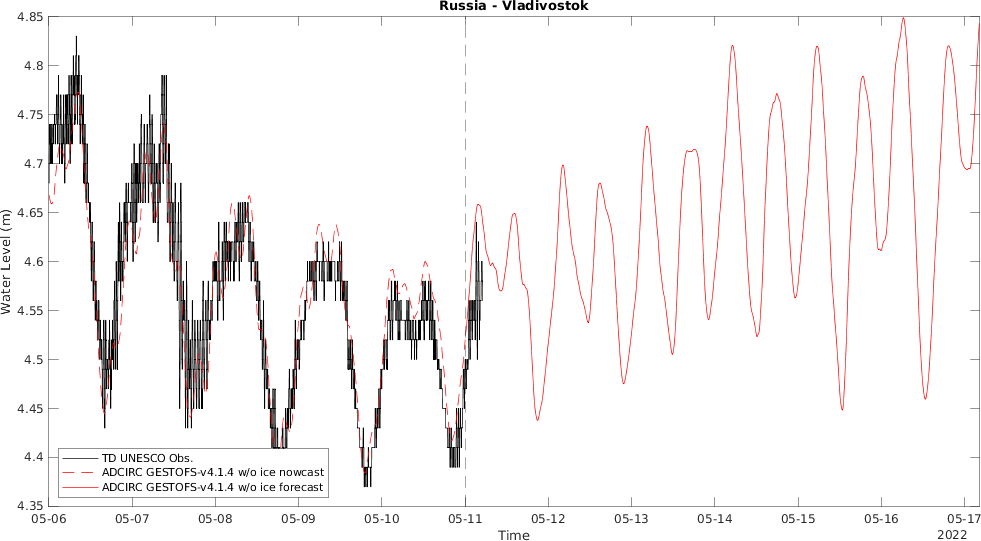 Russia - Vladivostok
4.85
4.8
4.75
4.7
4.65
4.6
4.55
4.5
4.45
4.4
4.35
Water Level (m)
TD UNESCO Obs.
ADCIRC GESTOFS-v4.1.4 w/o ice nowcast
ADCIRC GESTOFS-v4.1.4 w/o ice forecast
05-06 05-07 05-08 05-09 05-10 05-11 05-12 05-13 05-14 05-15 05-16 05-17
Time
2022